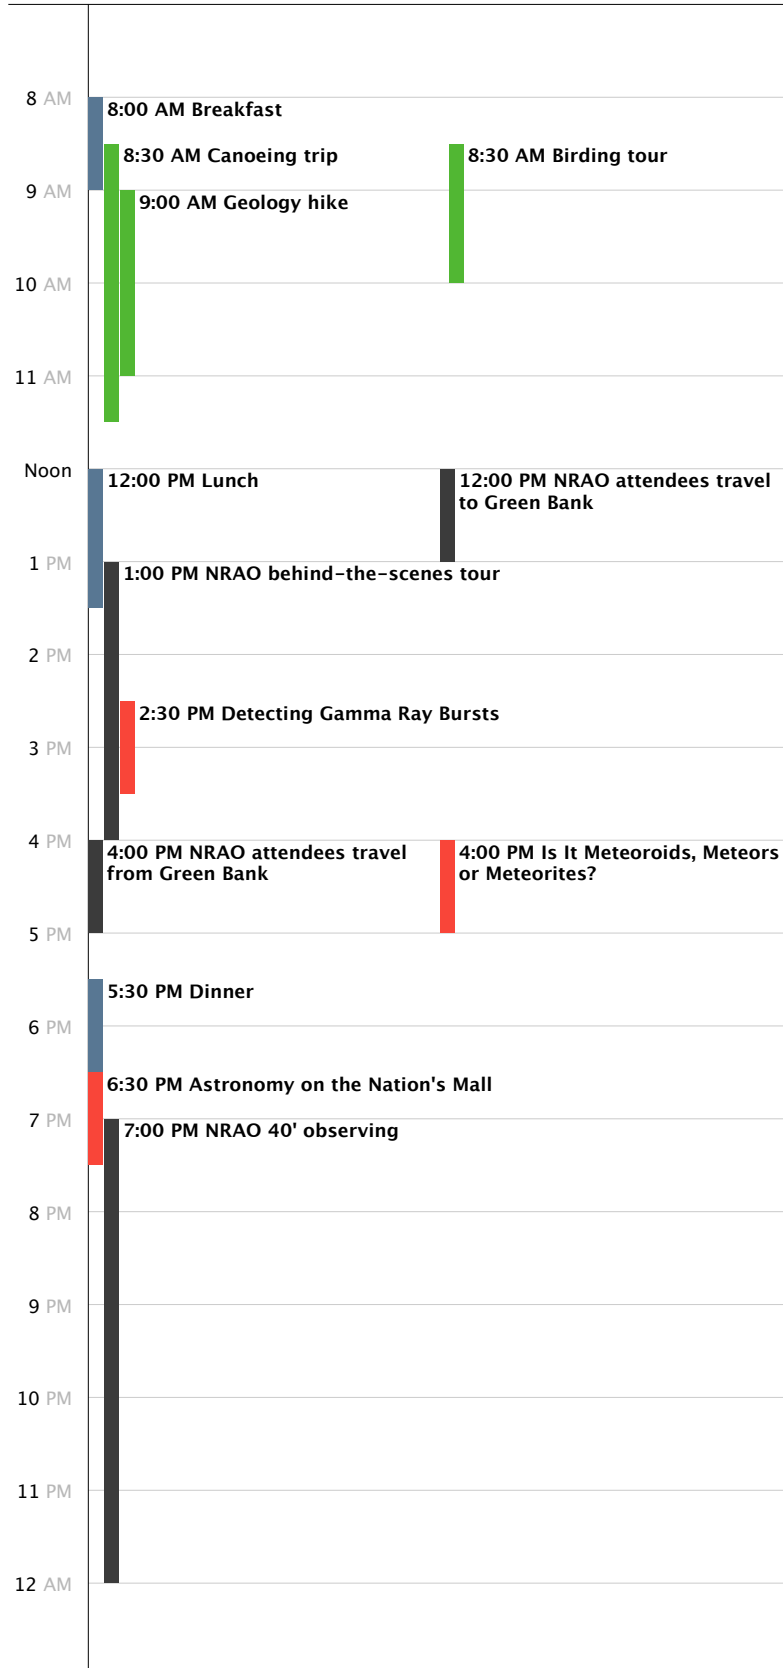 8 AM
8:00 AM Breakfast
8:30 AM Canoeing trip
8:30 AM Birding tour
9 AM
9:00 AM Geology hike
10 AM
11 AM
Noon
12:00 PM Lunch
12:00 PM NRAO attendees travel
to Green Bank
1 PM
1:00 PM NRAO behind-the-scenes tour
2 PM
2:30 PM Detecting Gamma Ray Bursts
3 PM
4 PM
4:00 PM NRAO attendees travel
from Green Bank
4:00 PM Is It Meteoroids, Meteors
or Meteorites?
5 PM
5:30 PM Dinner
6 PM
6:30 PM Astronomy on the Nation's Mall
7 PM
7:00 PM NRAO 40' observing
8 PM
9 PM
10 PM
11 PM
12 AM